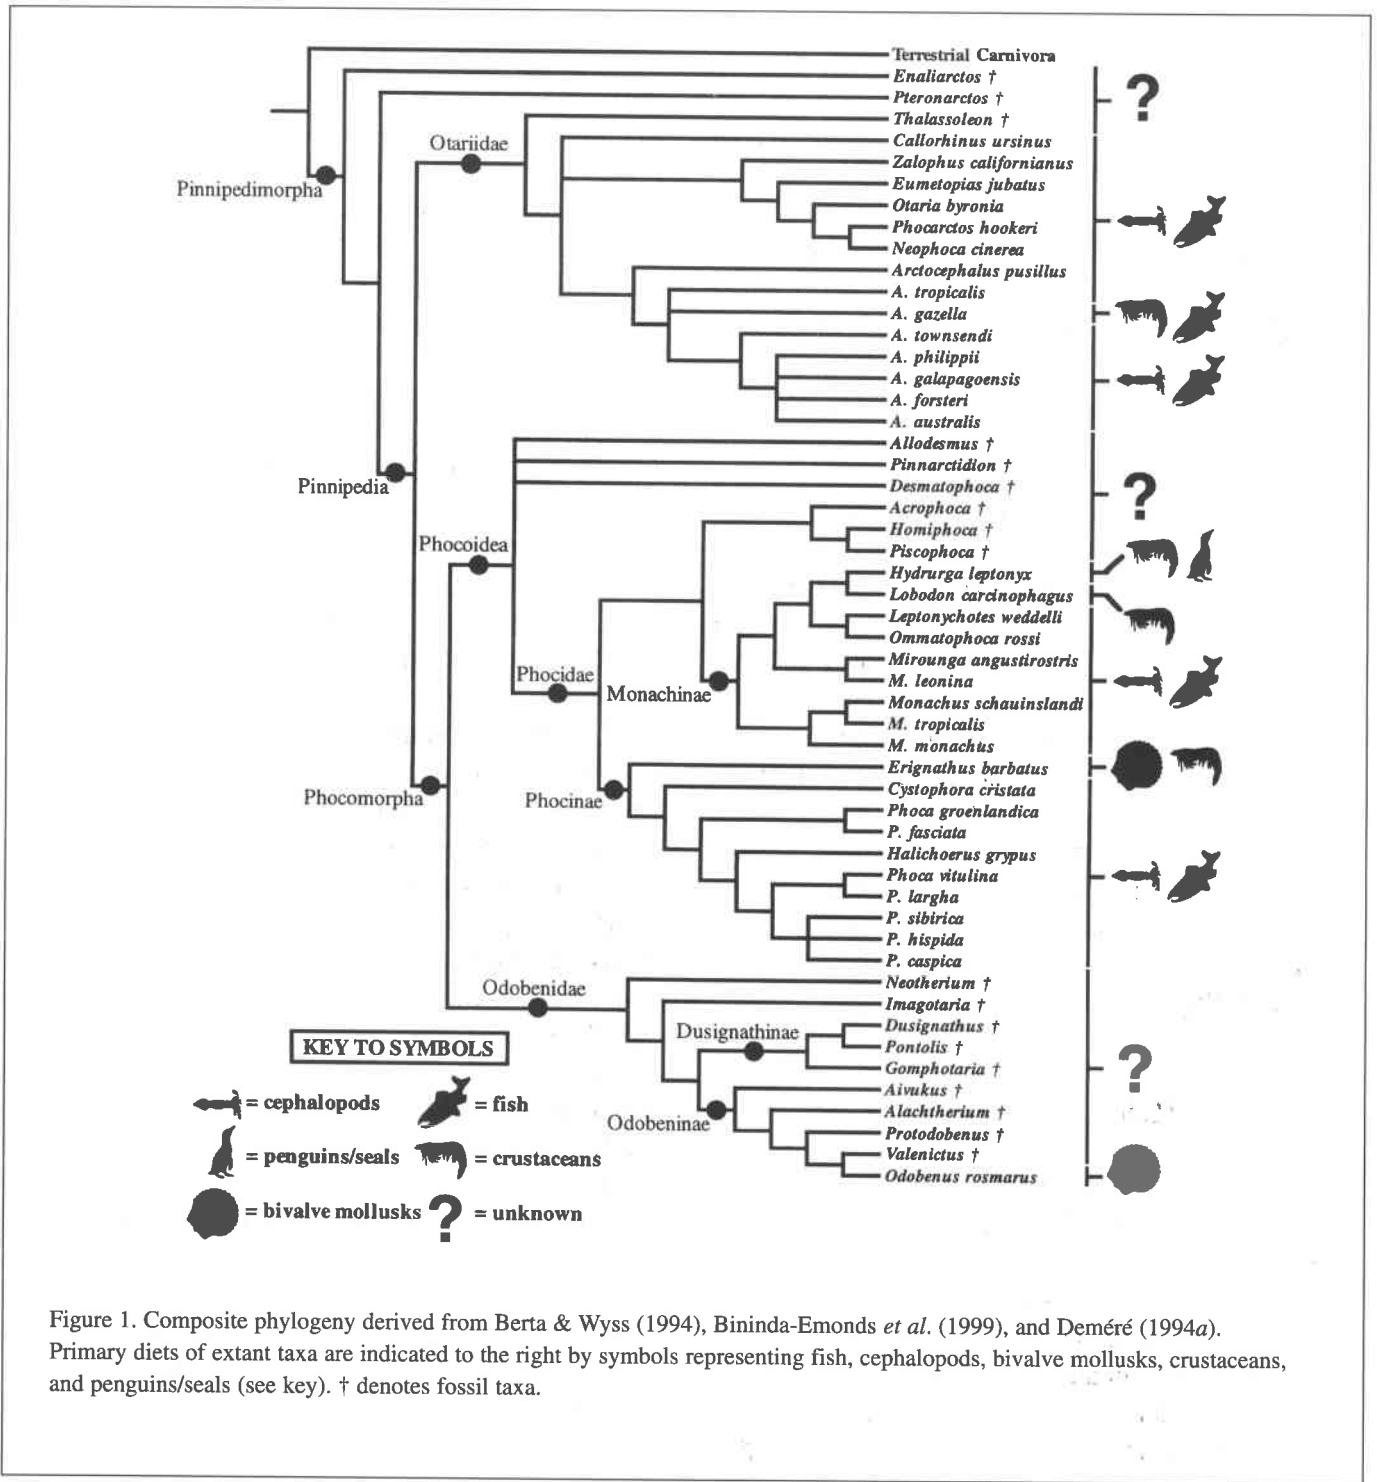 Terrestrial Carnivora
Enaliarctos †
Pteronarctos †
?
Thalassoleon †
Otariidae
Callorhinus ursinus
Zalophus californianus
Pinnipedimorpha
Eumetopias jubatus
Otaria byronia
Phocarctos hookeri
Neophoca cinerea
Arctocephalus pusillus
A. tropicalis
A. gazella
A. townsendi
A. philippii
A. galapagoensis
A. forsteri
A. australis
Allodesmus †
Pinnarctidion †
Pinnipedia
Desmatophoca †
?
Acrophoca †
Homiphoca †
Phocoidea
Piscophoca †
Hydrurga leptonyx
Lobodon carcinophagus
Leptonychotes weddelli
Ommatophoca rossi
Mirounga angustirostris
Phocidae
M. leonina
Monachinae
Monachus schauinslandi
M. tropicalis
M. monachus
Erignathus barbatus
Phocomorpha
Phocinae
Cystophora cristata
Phoca groenlandica
P. fasciata
Halichoerus grypus
Phoca vitulina
P. largha
P. sibirica
P. hispida
P. caspica
Odobenidae
Neotherium †
Imagotaria †
Dusignathinae
Dusignathus †
Pontolis †
Gomphotaria †
?
Aivukus †
Alachtherium †
Odobeninae
Protodobenus †
Valenictus †
Odobenus rosmarus
KEY TO SYMBOLS
= cephalopods
= fish
= penguins/seals
= crustaceans
= bivalve mollusks
? = unknown
Figure 1. Composite phylogeny derived from Berta & Wyss (1994), Bininda-Emonds et al. (1999), and Deméré (1994a).
Primary diets of extant taxa are indicated to the right by symbols representing fish, cephalopods, bivalve mollusks, crustaceans,
and penguins/seals (see key). † denotes fossil taxa.